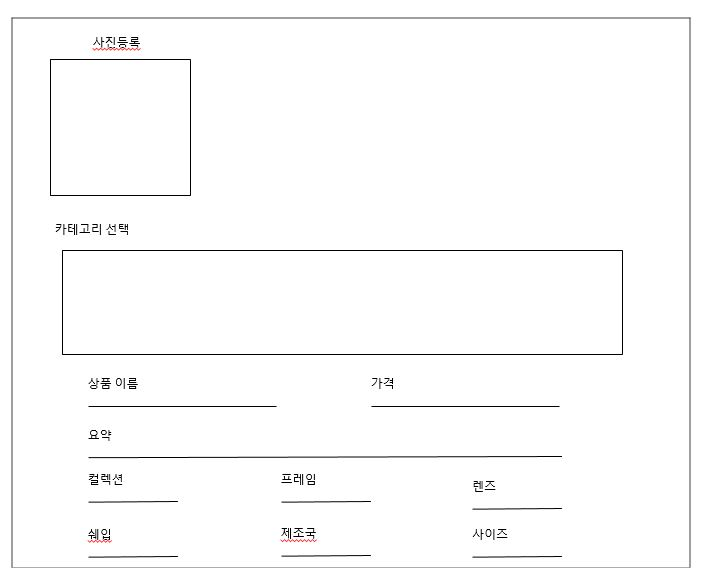 사진등록
카테고리 선택
상품 이름 가격
요약
컬렉션 프레임 렌즈
쉐입 제조국 사이즈